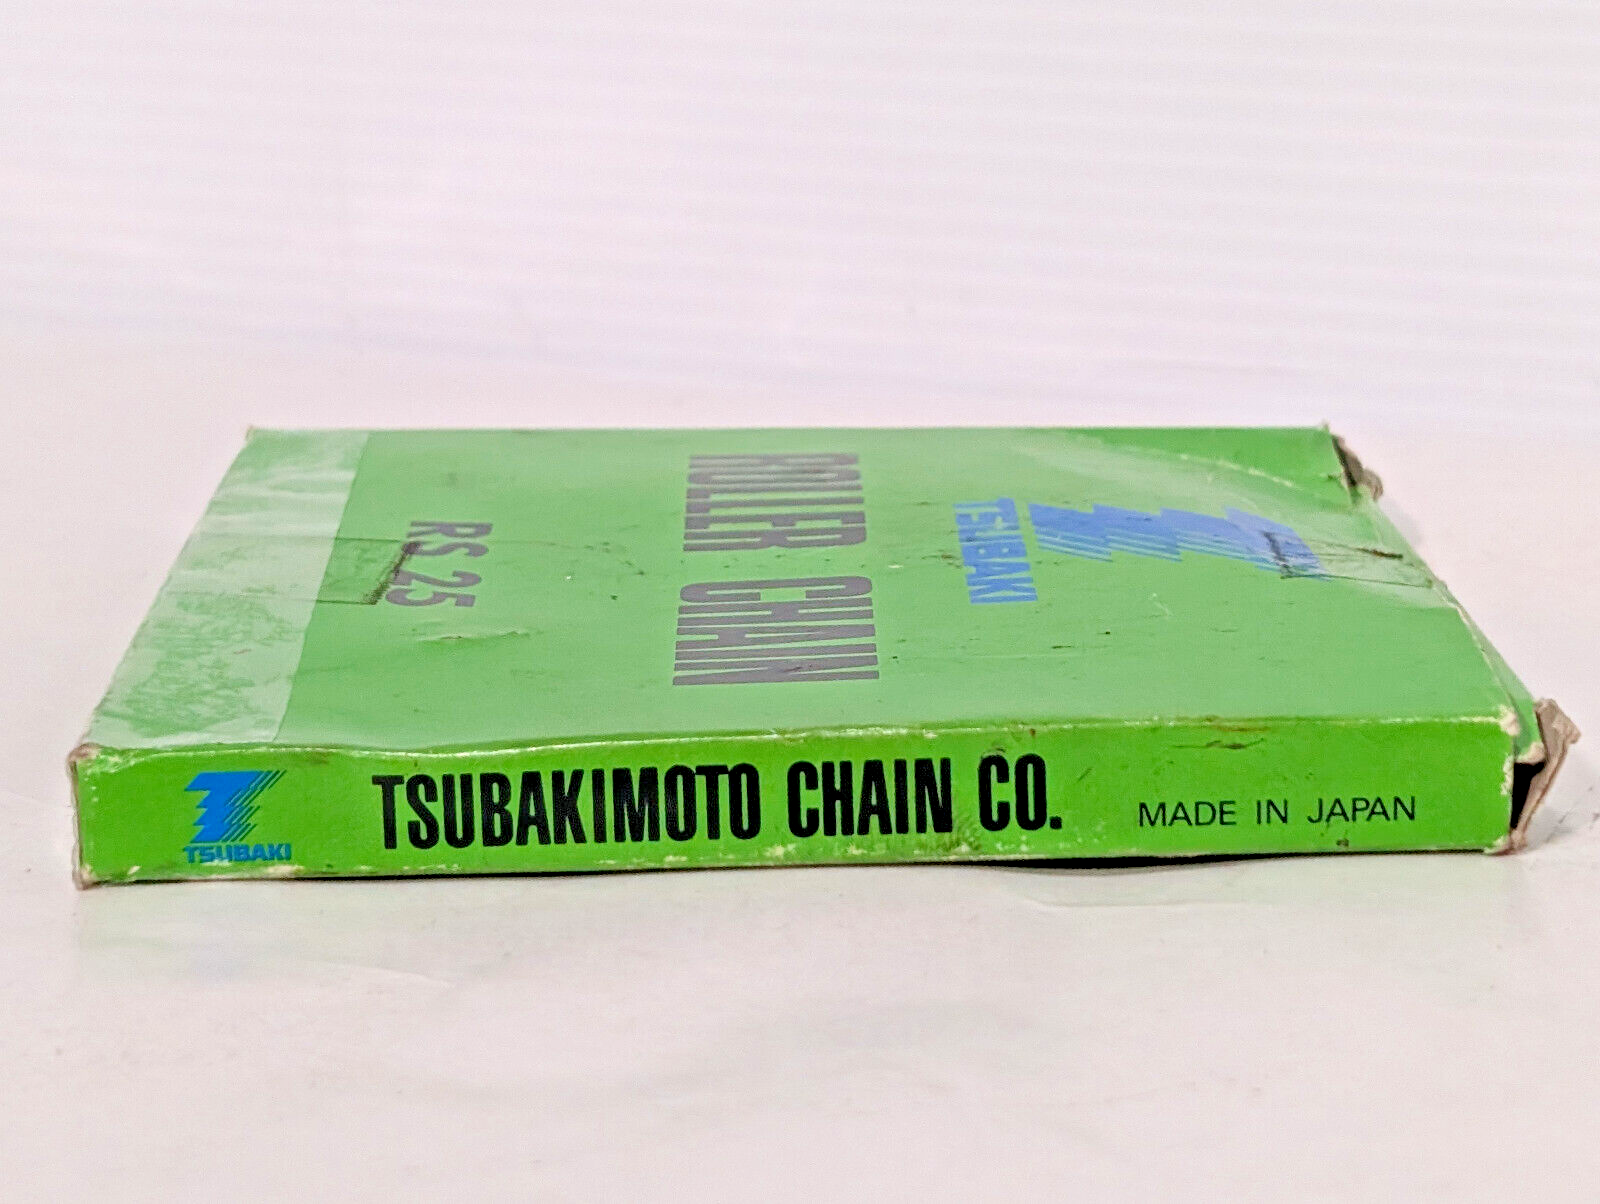 TSUBAKI
ROLLER CHAIN
RS 25
TSUBAKI
TSUBAKIMOTO CHAIN CO.
MADE IN JAPAN